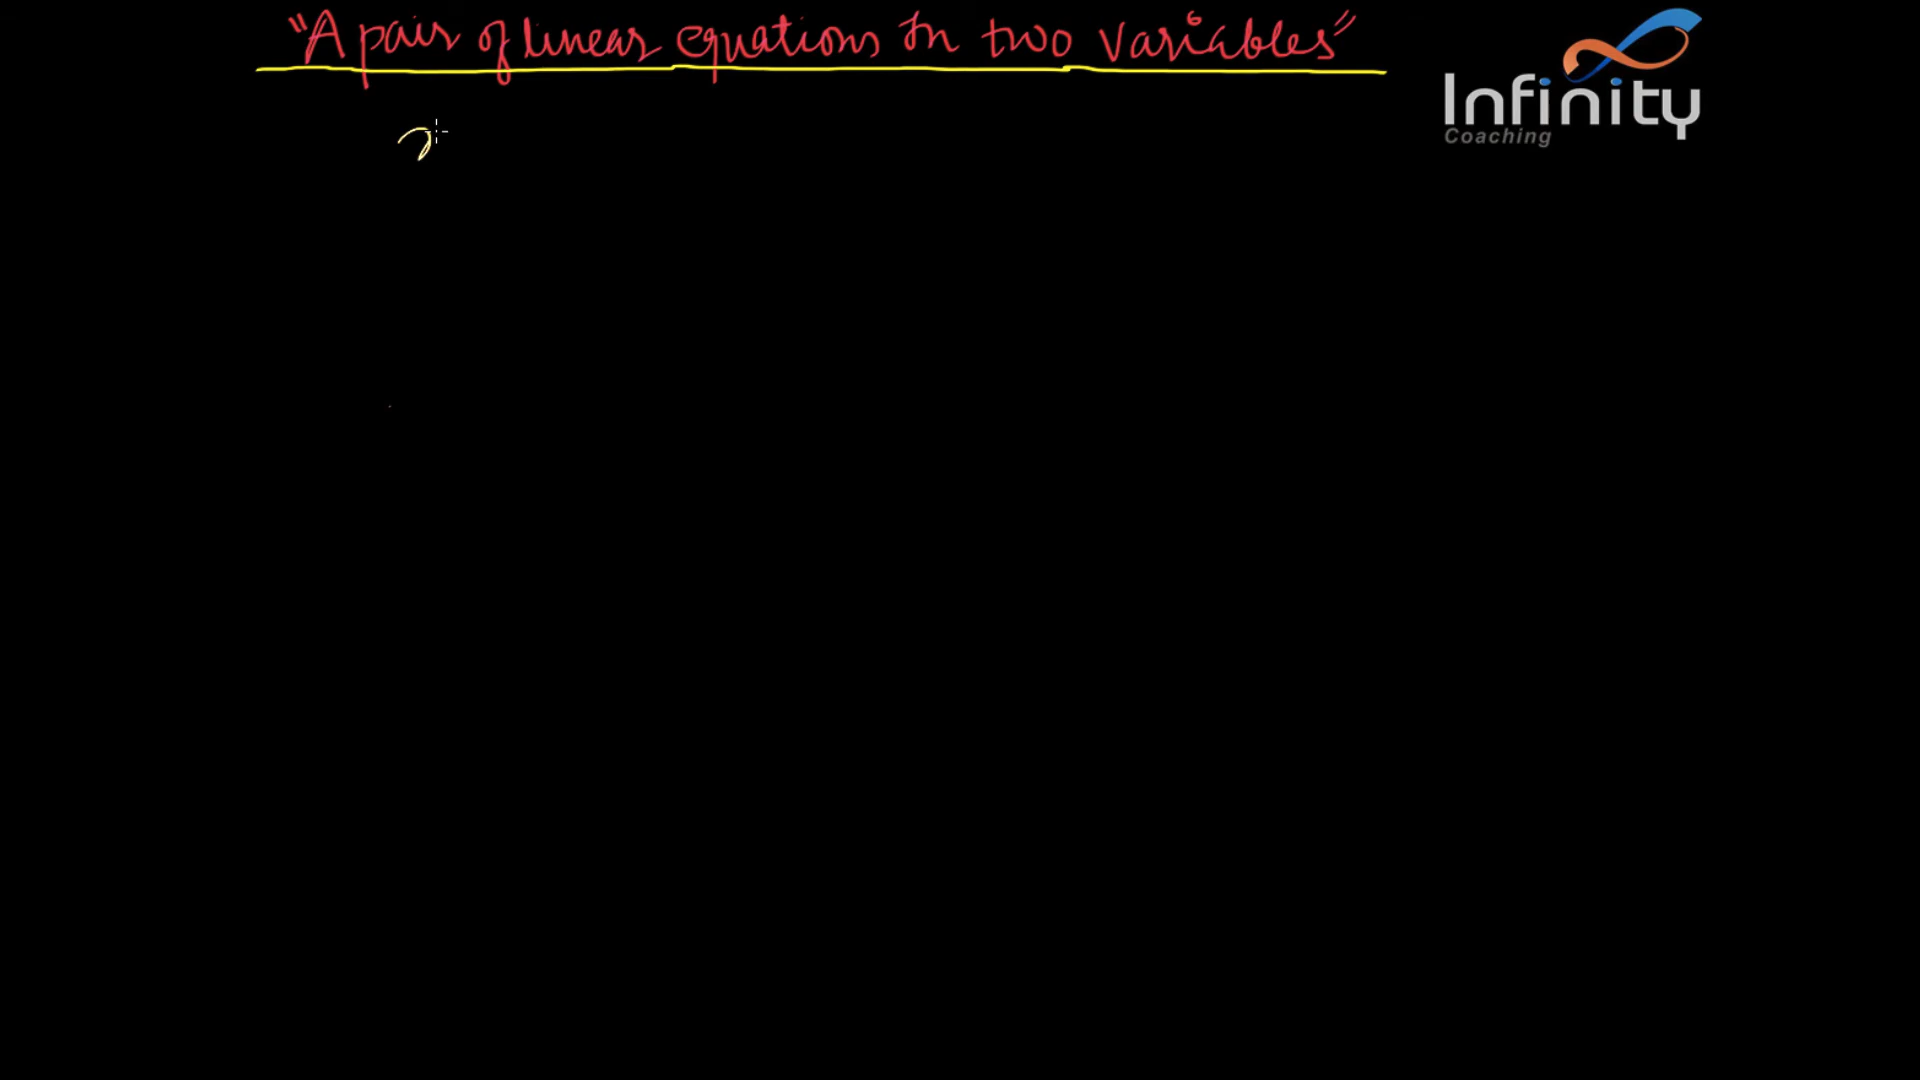 "A pair of linear equations In two variables"
Infinity
Coaching